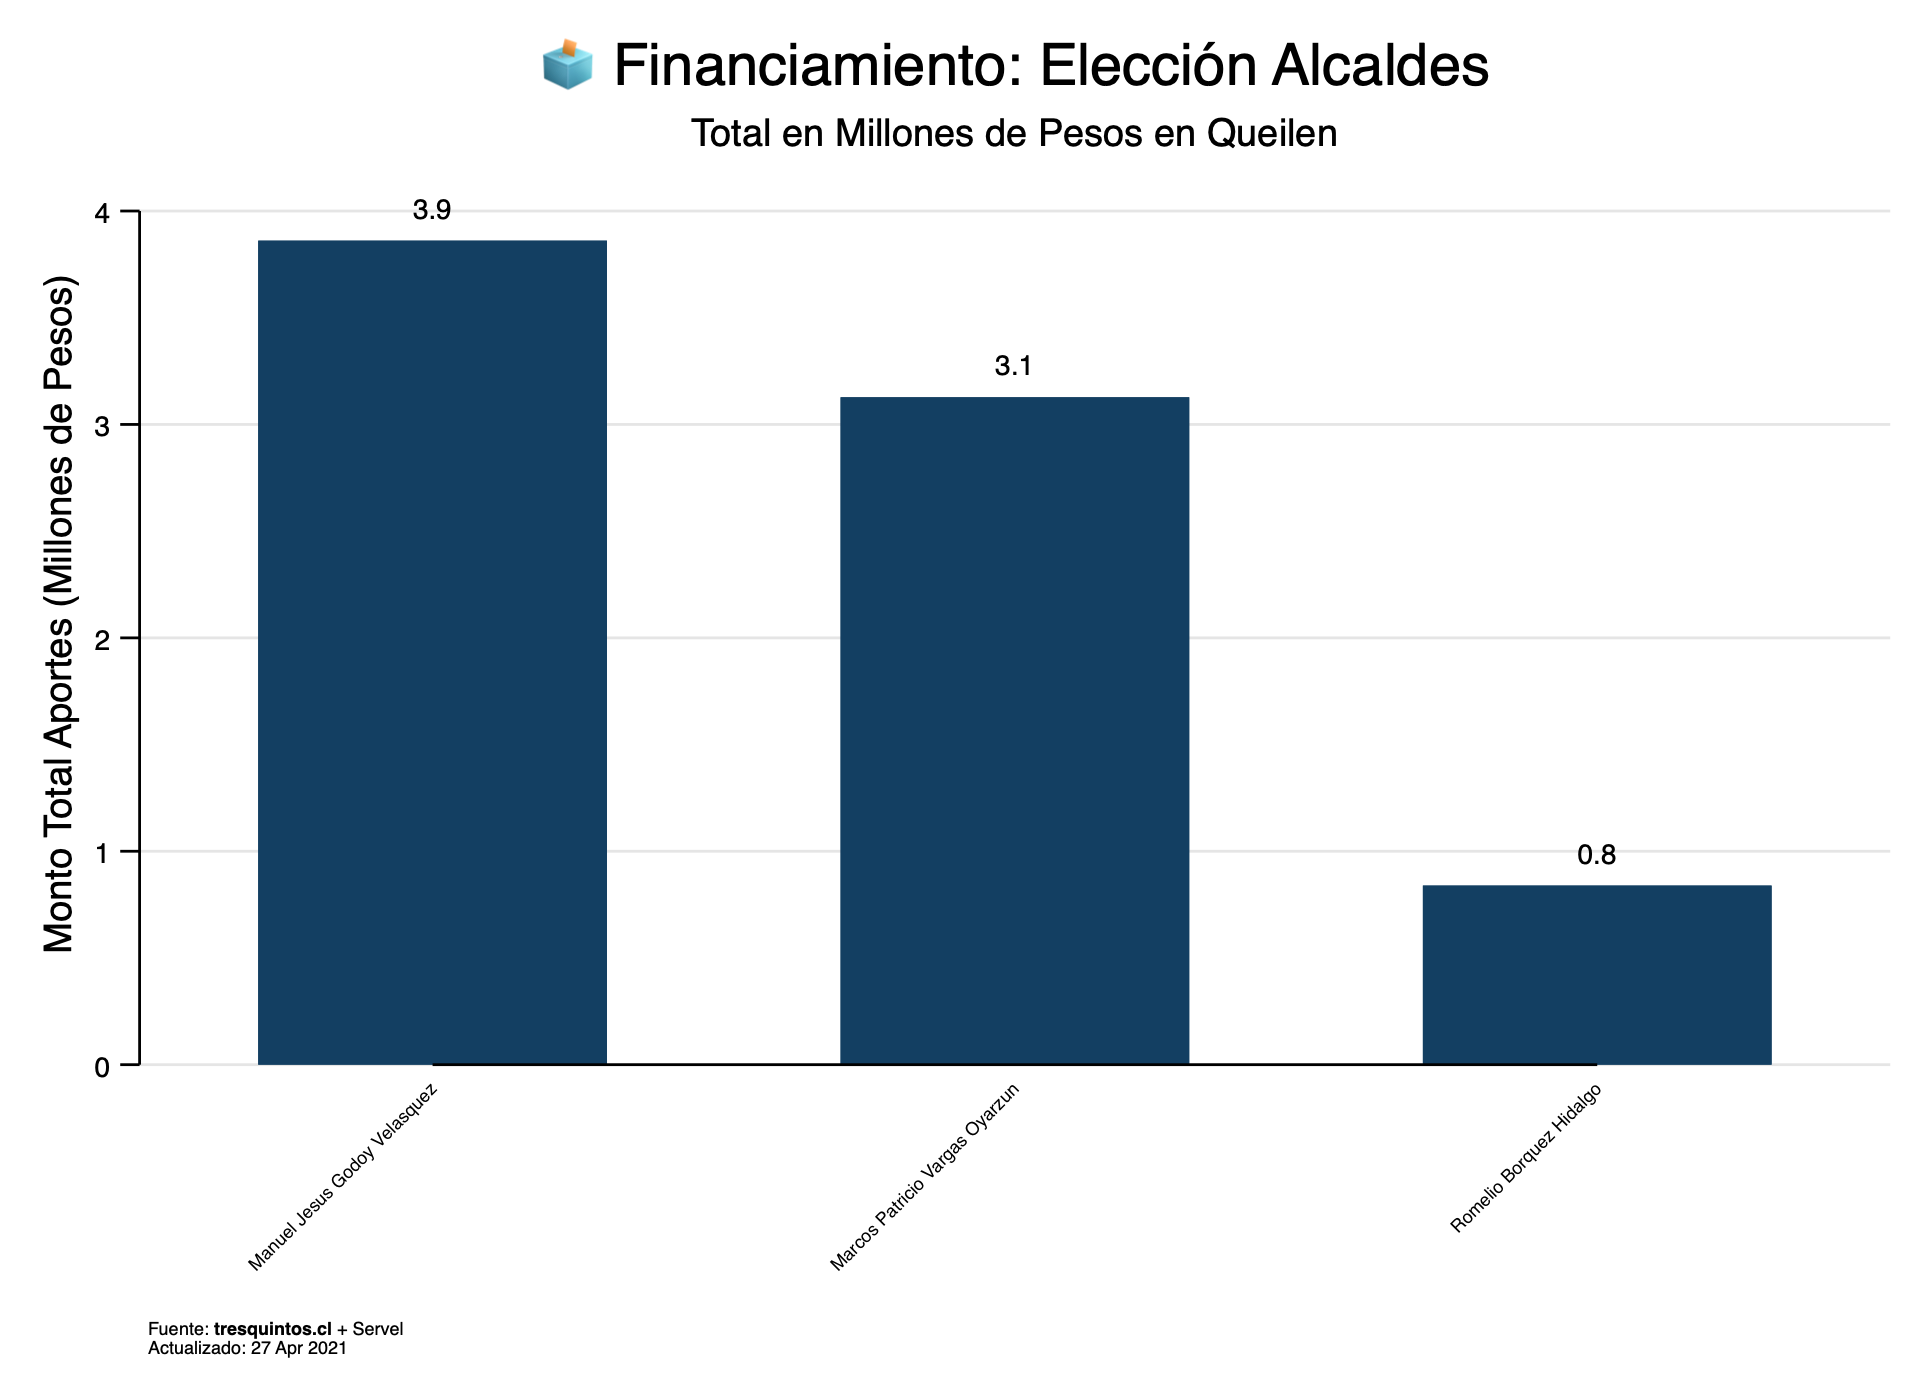 Financiamiento: Elección Alcaldes
Total en Millones de Pesos en Queilen
Monto Total Aportes (Millones de Pesos)
4
3
2
1
0
3.9
3.1
0.8
Manuel Jesus Godoy Velasquez
Marcos Patricio Vargas Oyarzun
Romelio Borquez Hidalgo
Fuente: tresquintos.cl + Servel
Actualizado: 27 Apr 2021